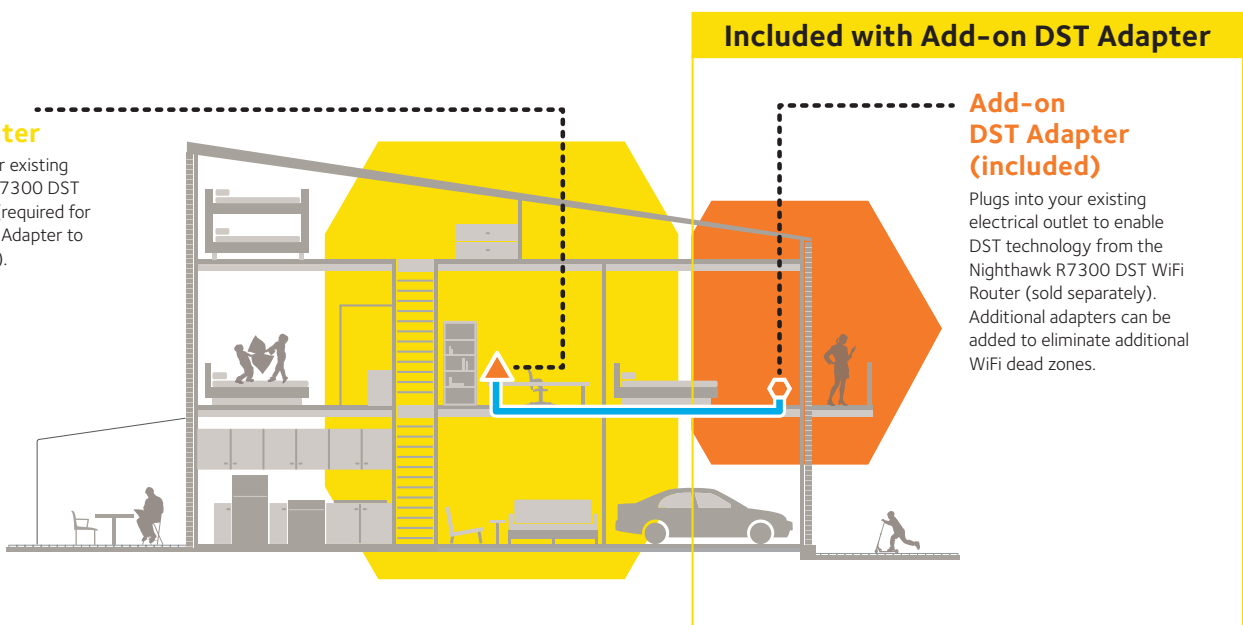 Included with Add-on DST Adapter
ter
r existing
7300 DST
required for
Adapter to
).
Add-on
DST Adapter
(included)
Plugs into your existing
electrical outlet to enable
DST technology from the
Nighthawk R7300 DST WiFi
Router (sold separately).
Additional adapters can be
added to eliminate additional
WiFi dead zones.